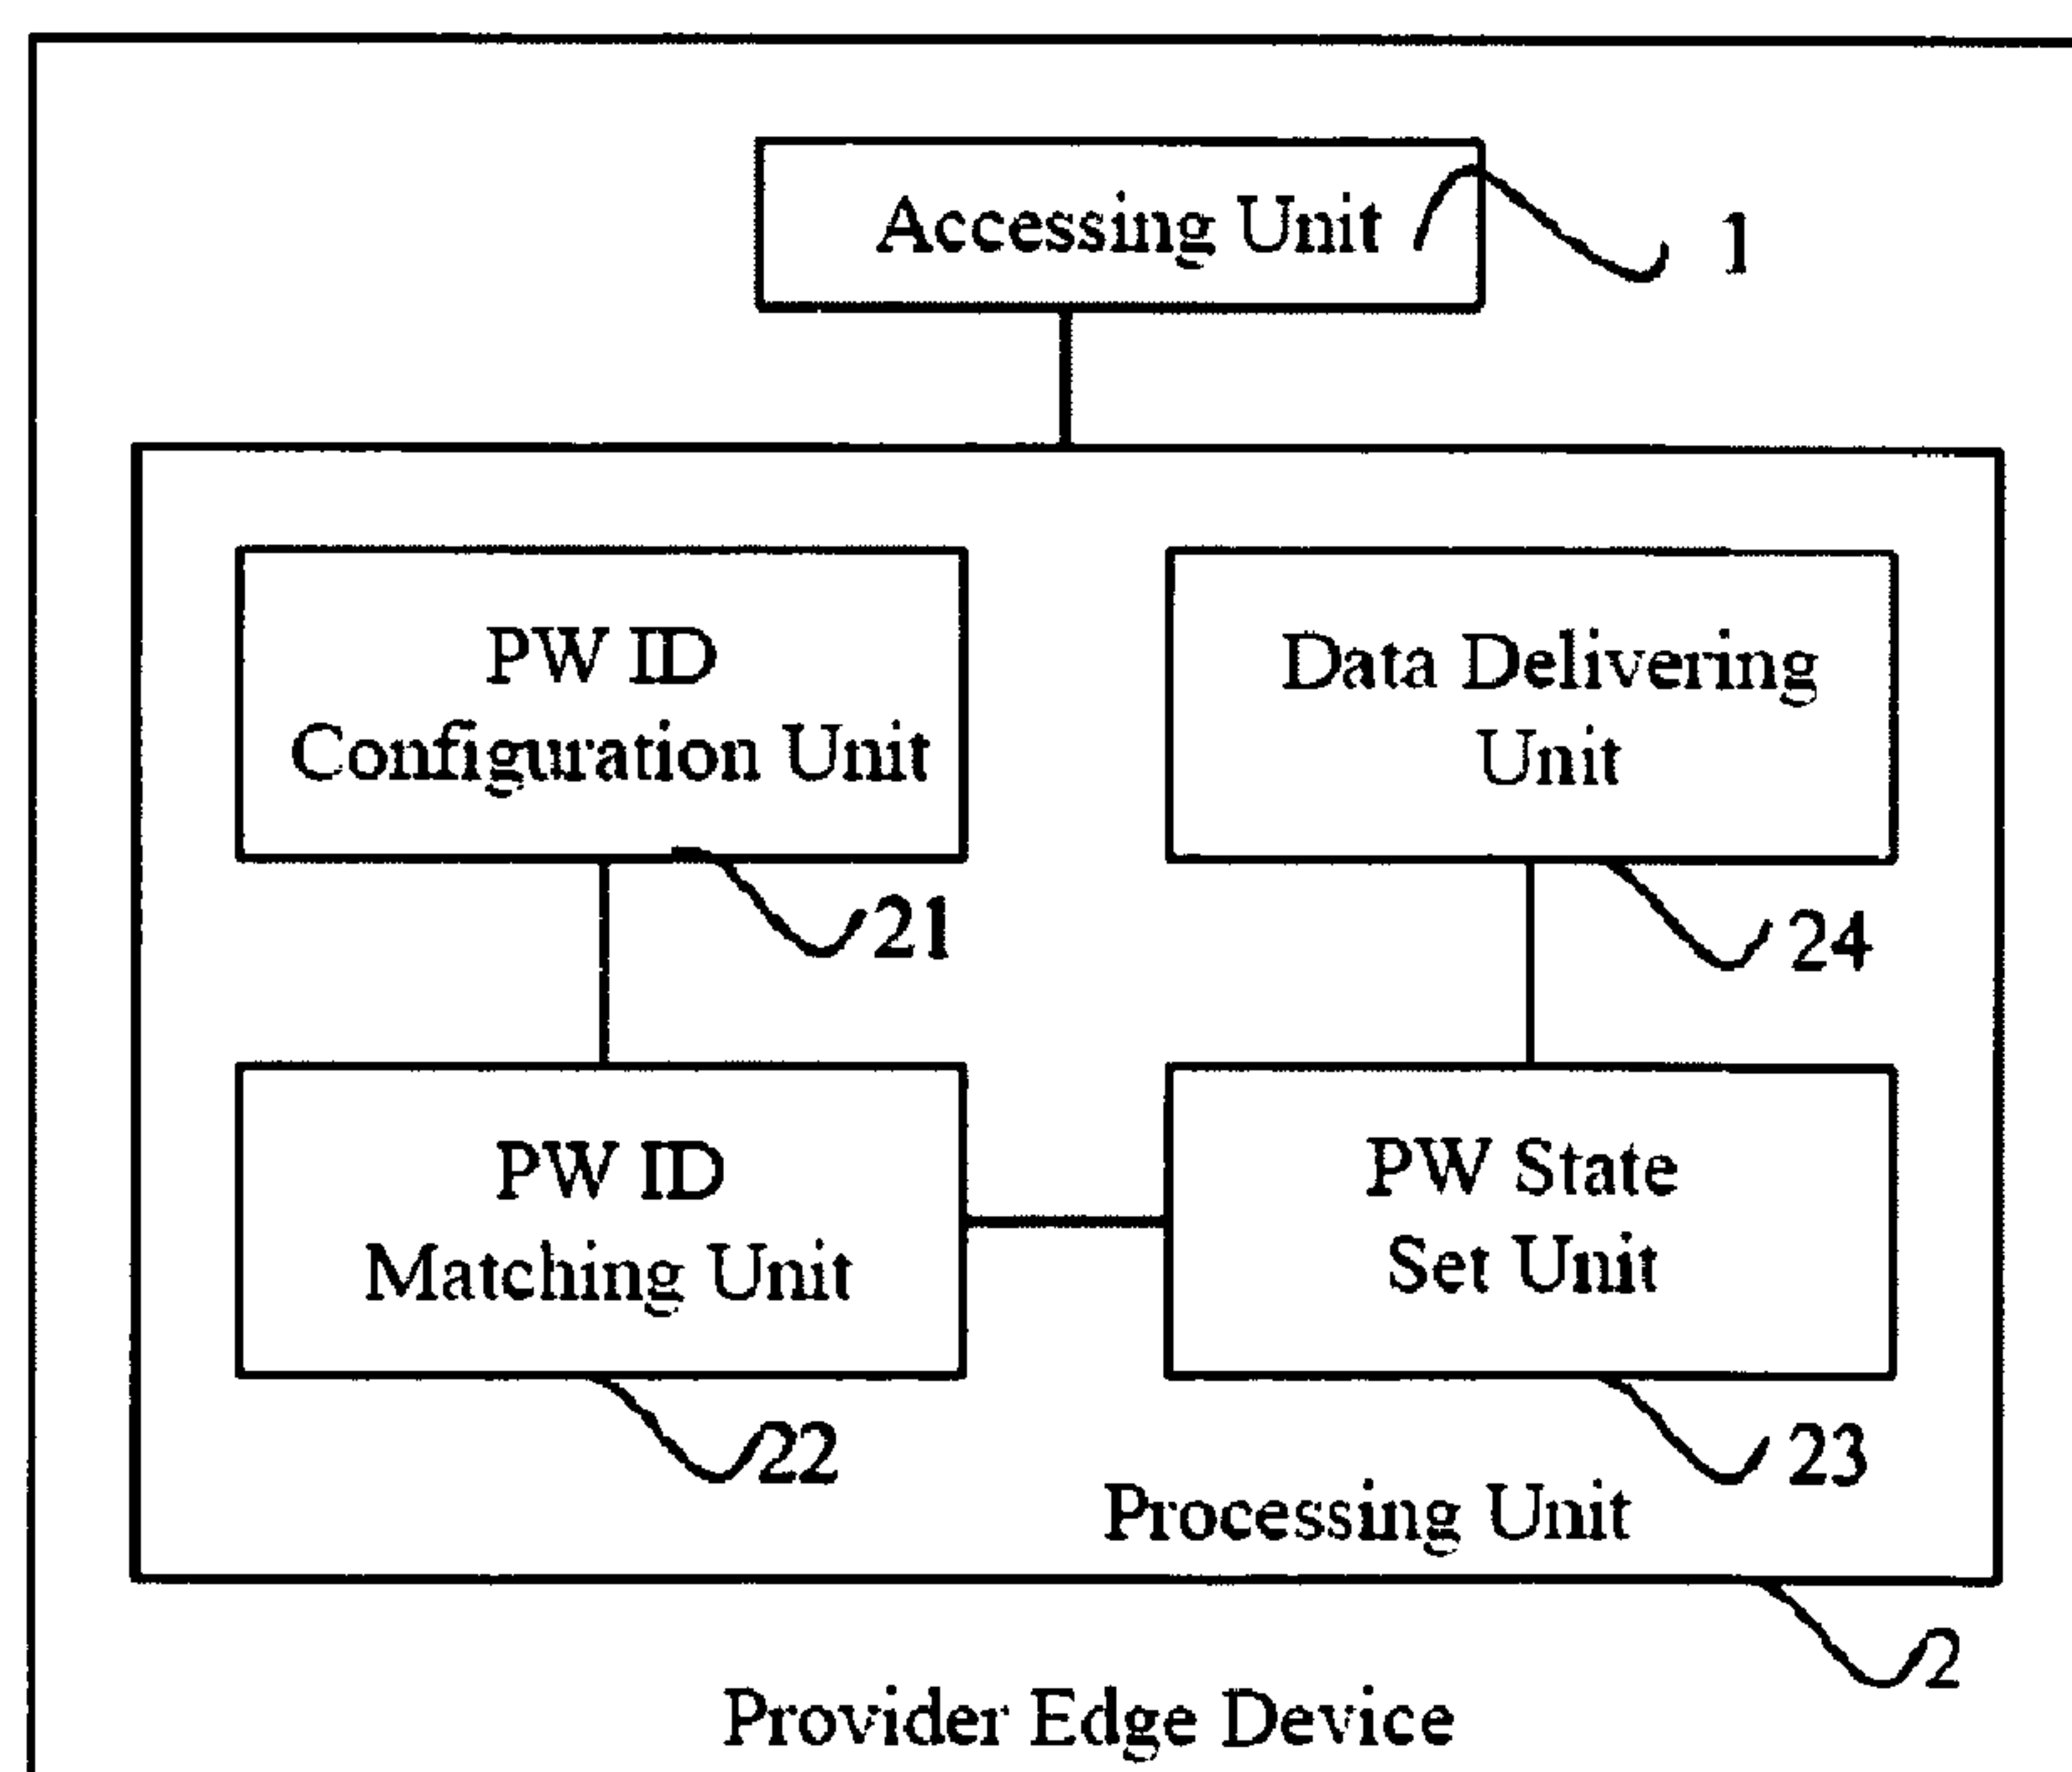 Accessing Unit
1
PW ID
Configuration Unit
Data Delivering
Unit
21
24
PW ID
Matching Unit
PW State
Set Unit
22
23
Processing Unit
2
Provider Edge Device